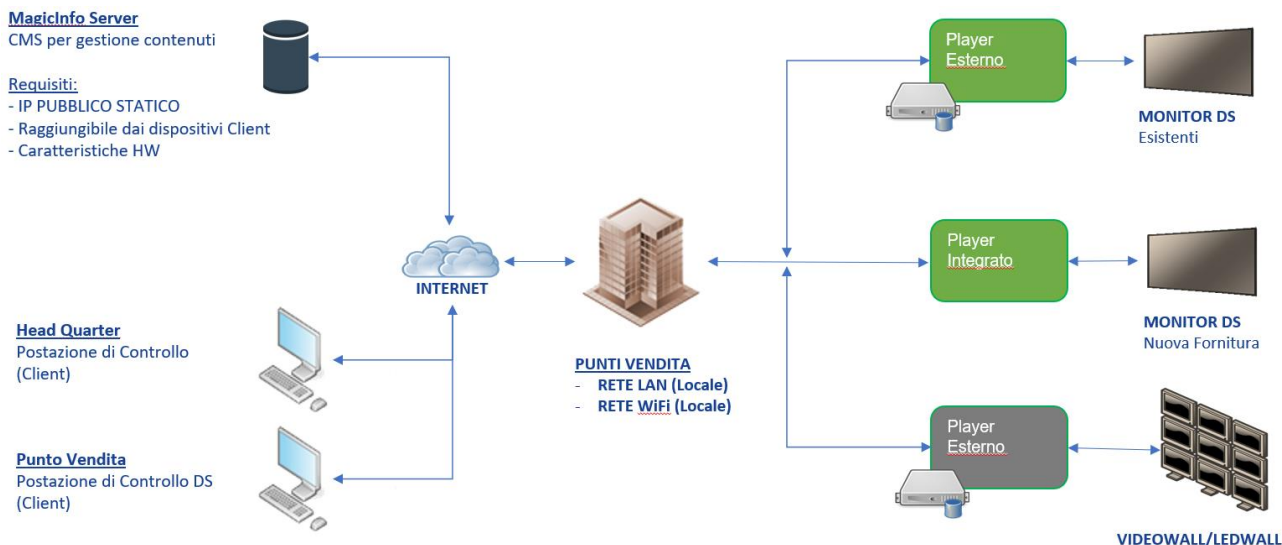 MagicInfo Server
CMS per gestione contenuti
Requisiti:
- IP PUBBLICO STATICO
- Raggiungibile dai dispositivi Client
- Caratteristiche HW
Head Quarter
Postazione di Controllo
(Client)
Punto Vendita
Postazione di Controllo DS
(Client)
INTERNET
PUNTI VENDITA
- RETE LAN (Locale)
- RETE WiFi (Locale)
Player
Esterno
MONITOR DS
Esistenti
Player
Integrato
MONITOR DS
Nuova Fornitura
Player
Esterno
VIDEOWALL/LEDWALL